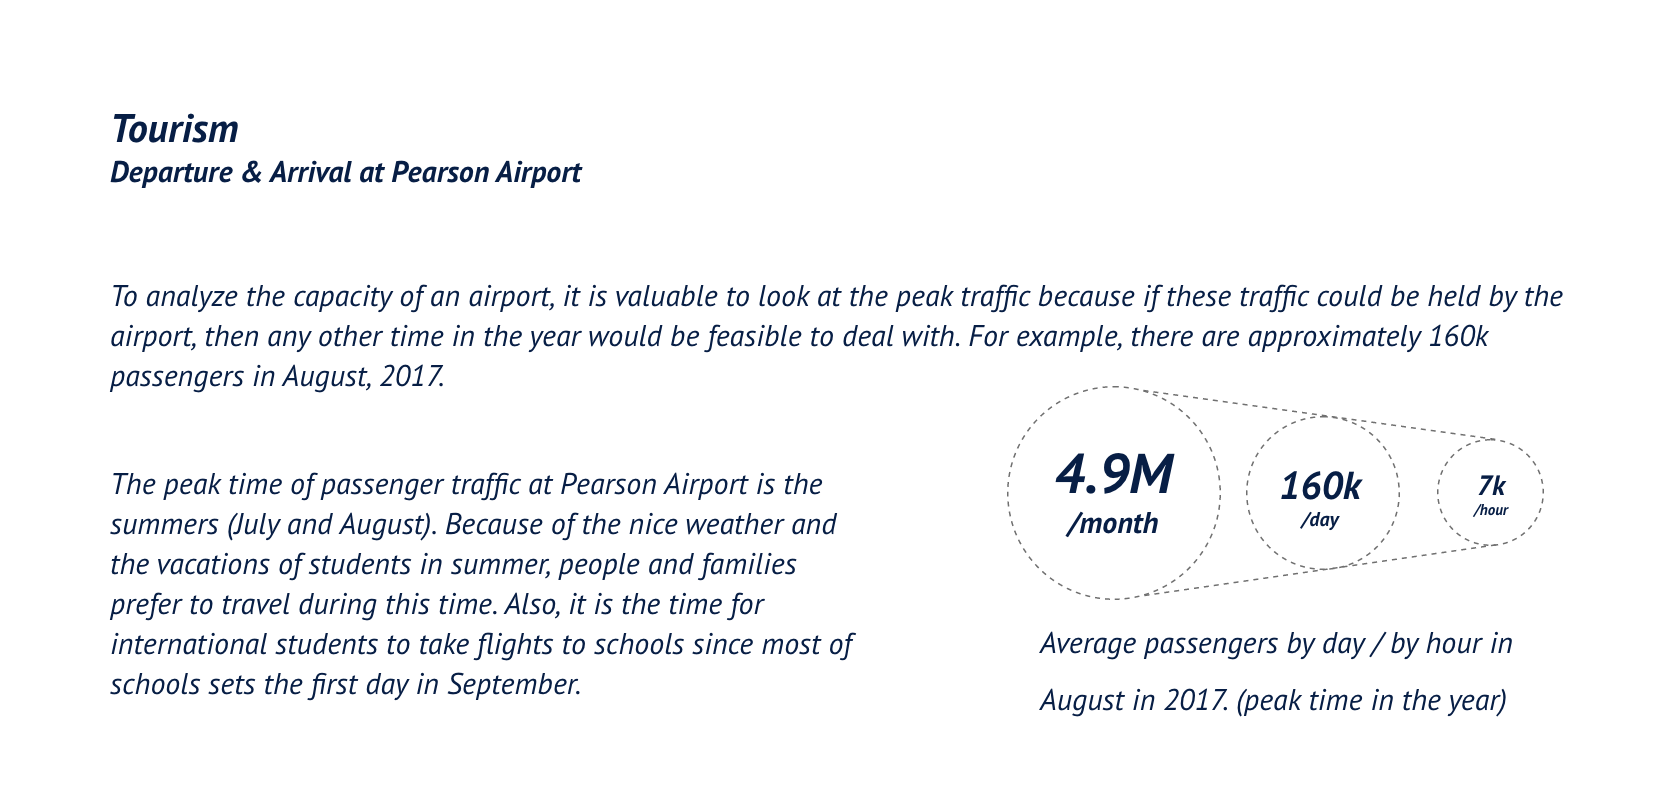 Tourism
Departure & Arrival at Pearson Airport
To analyze the capacity of an airport, it is valuable to look at the peak traffic because if these traffic could be held by the
airport, then any other time in the year would be feasible to deal with. For example, there are approximately 160k
passengers in August, 2017.
The peak time of passenger traffic at Pearson Airport is the
summers (July and August). Because of the nice weather and
the vacations of students in summer, people and families
prefer to travel during this time. Also, it is the time for
international students to take flights to schools since most of
schools sets the first day in September.
4.9M
/month
160k
/day
7k
/hour
Average passengers by day / by hour in
August in 2017. (peak time in the year)